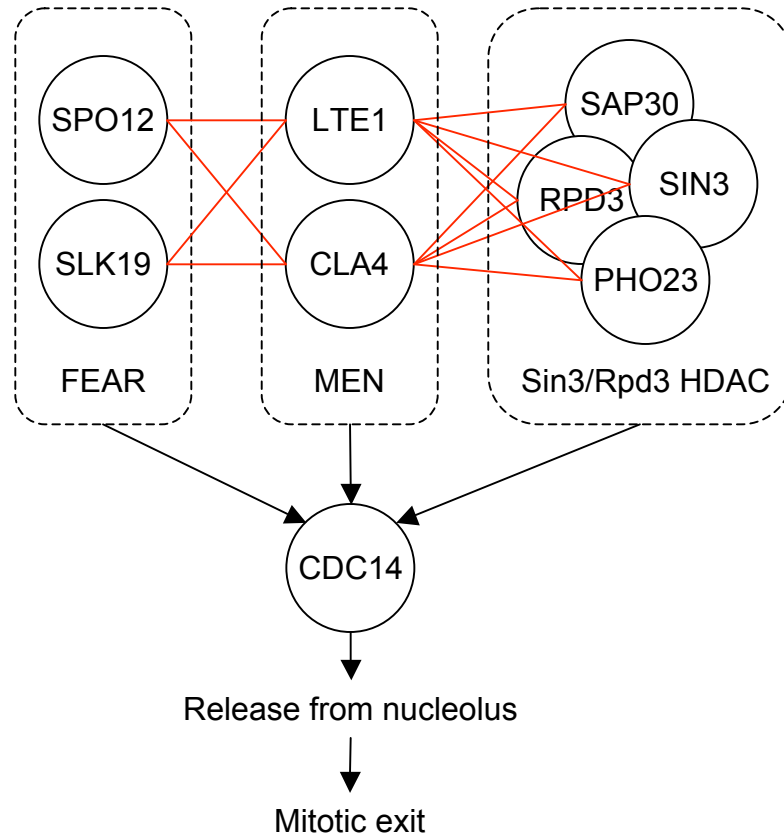 SPO12
SLK19
FEAR
LTE1
CLA4
MEN
SAP30
RPD3
SIN3
PHO23
Sin3/Rpd3 HDAC
CDC14
Release from nucleolus
Mitotic exit